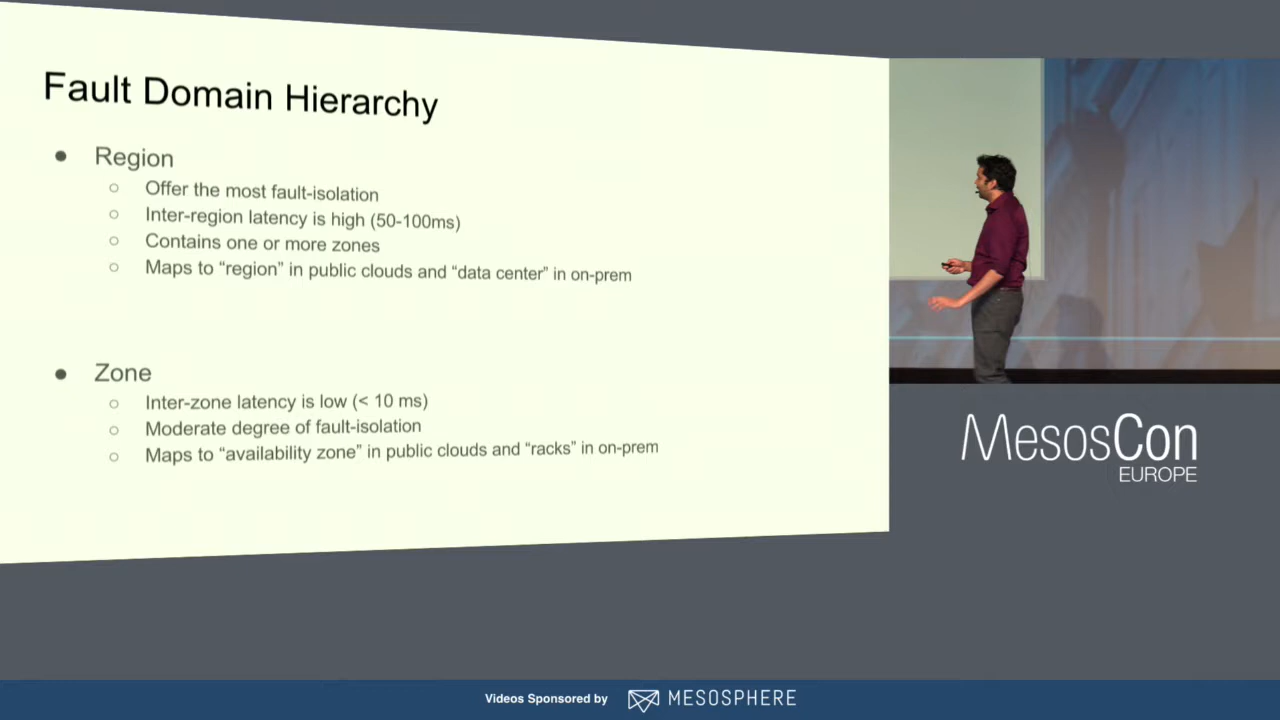 Fault Domain Hierarchy
● Region
○ Offer the most fault-isolation
○ Inter-region latency is high (50-100ms)
○ Contains one or more zones
○ Maps to “region” in public clouds and “data center” in on-prem
● Zone
○ Inter-zone latency is low (< 10 ms)
○ Moderate degree of fault-isolation
○ Maps to “availability zone” in public clouds and “racks” in on-prem
MesosCon
EUROPE
Videos Sponsored by MESOSPHERE